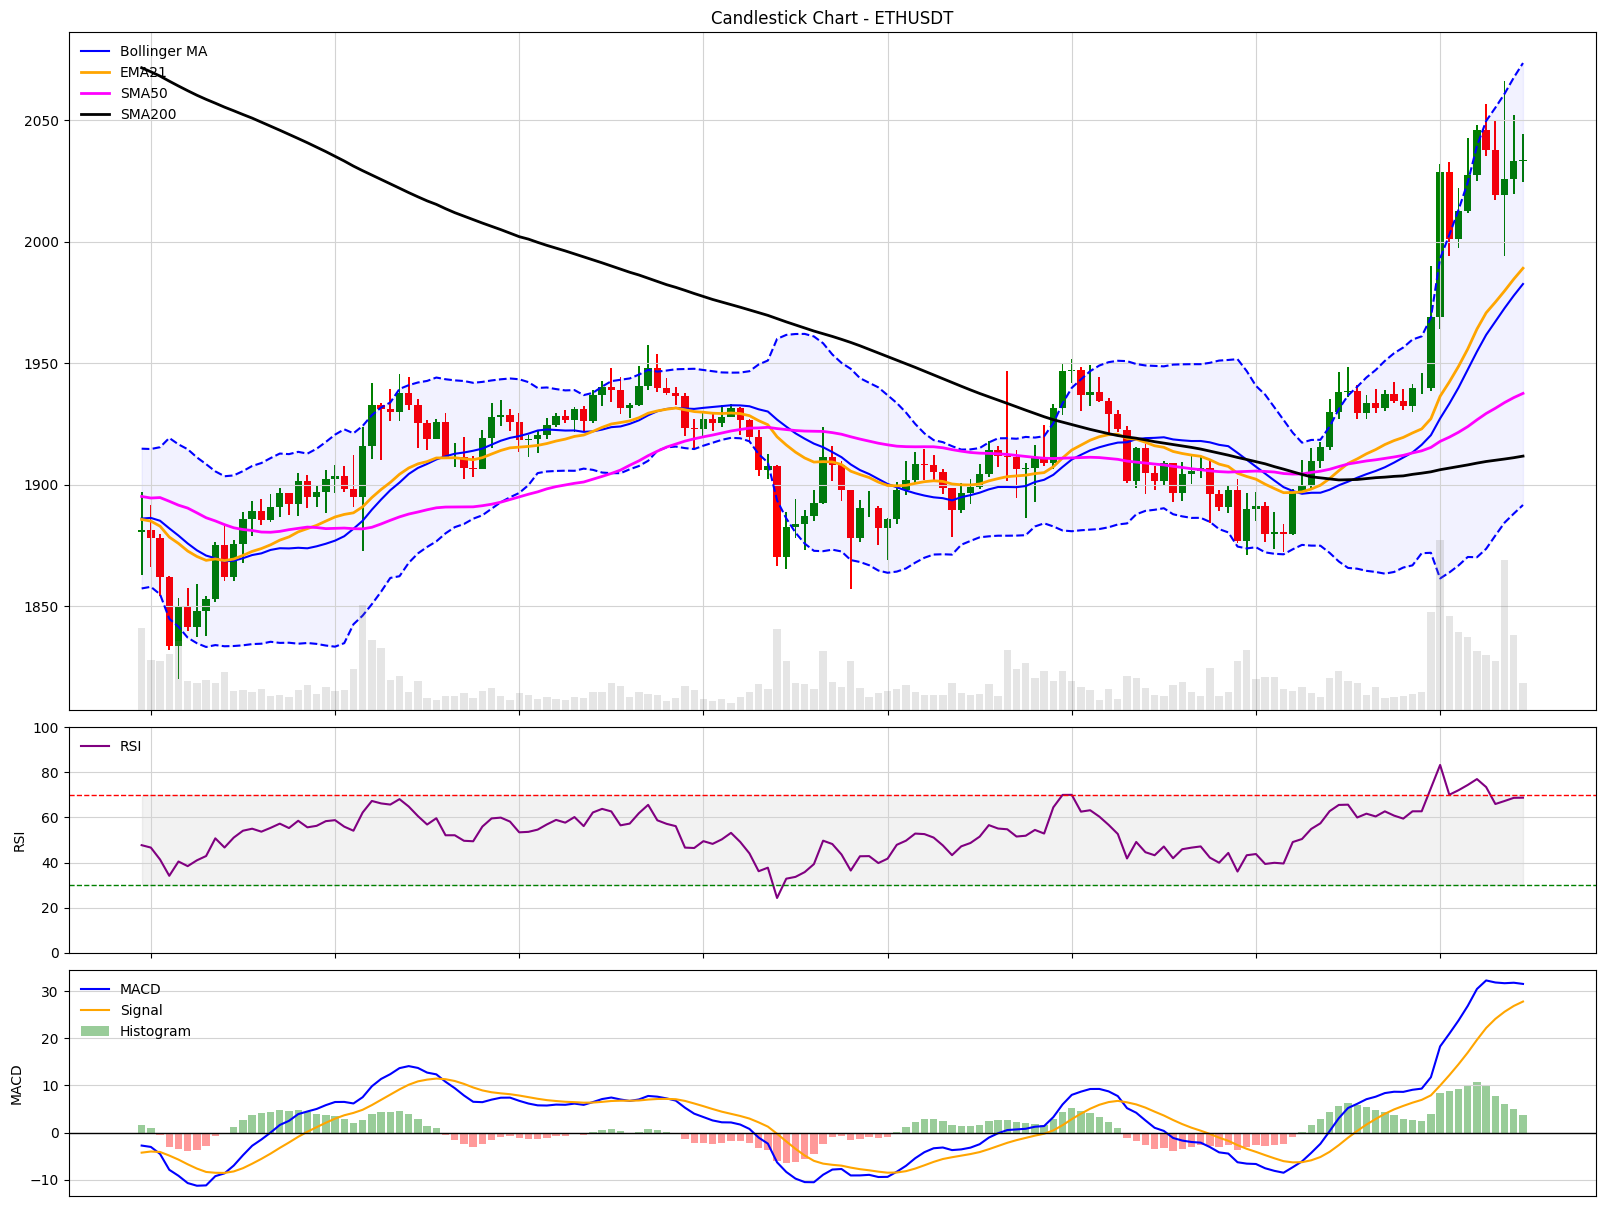 Candlestick Chart - ETHUSDT
Bollinger MA
EMA21
SMA50
SMA200
2050
2000
1950
1900
1850
RSI
100
80
60
40
20
0
RSI
MACD
Signal
Histogram
30
20
10
0
−10
MACD